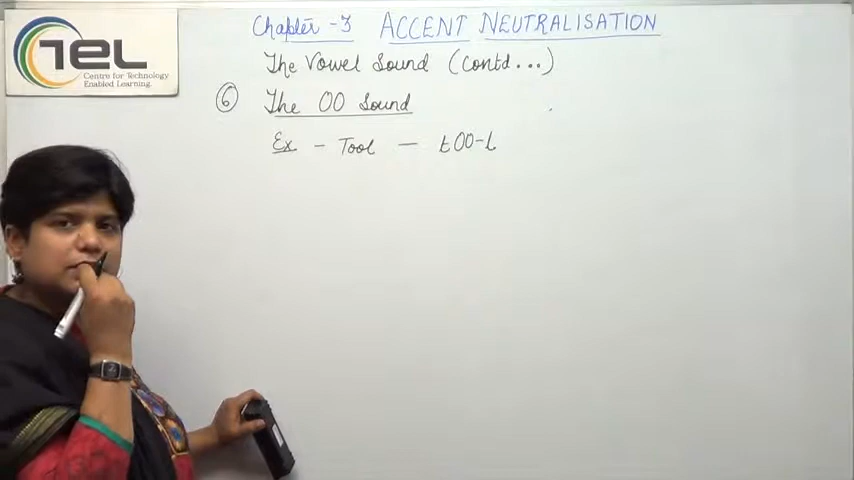 Chapter - 3 ACCENT NEUTRALISATION
TEL
Centre for Technology
Enabled Learning.
The Vowel Sound (contd...)
6 The OO Sound
Ex - Tool - tOO-L